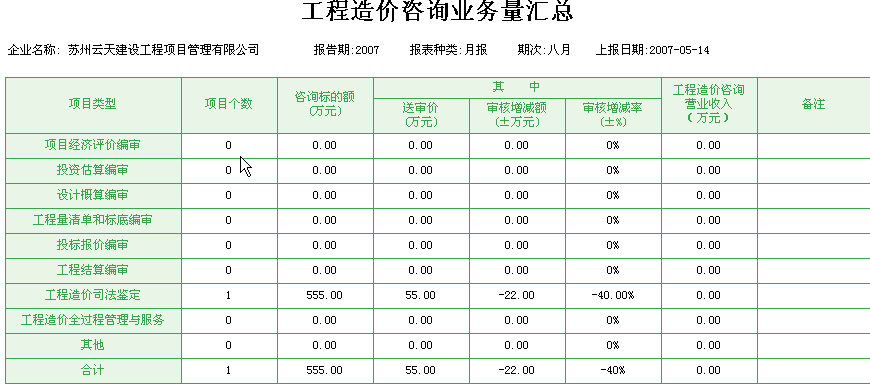 工程造价咨询业务量汇总
企业名称: 苏州云天建设工程项目管理有限公司 报告期:2007 报表种类:月报 期次:八月 上报日期:2007-05-14
项目类型 项目个数 咨询标的额 (万元) 其 中 工程造价咨询 营业收入 (万元) 备注
送审价 (万元) 审核增减额 (±万元) 审核增减率 (±%)
项目经济评价编审 0 0.00 0.00 0.00 0% 0.00
投资估算编审 0 0.00 0.00 0.00 0% 0.00
设计概算编审 0 0.00 0.00 0.00 0% 0.00
工程量清单和标底编审 0 0.00 0.00 0.00 0% 0.00
投标报价编审 0 0.00 0.00 0.00 0% 0.00
工程结算编审 0 0.00 0.00 0.00 0% 0.00
工程造价司法鉴定 1 555.00 55.00 -22.00 -40.00% 0.00
工程造价全过程管理与服务 0 0.00 0.00 0.00 0% 0.00
其他 0 0.00 0.00 0.00 0% 0.00
合计 1 555.00 55.00 -22.00 -40% 0.00